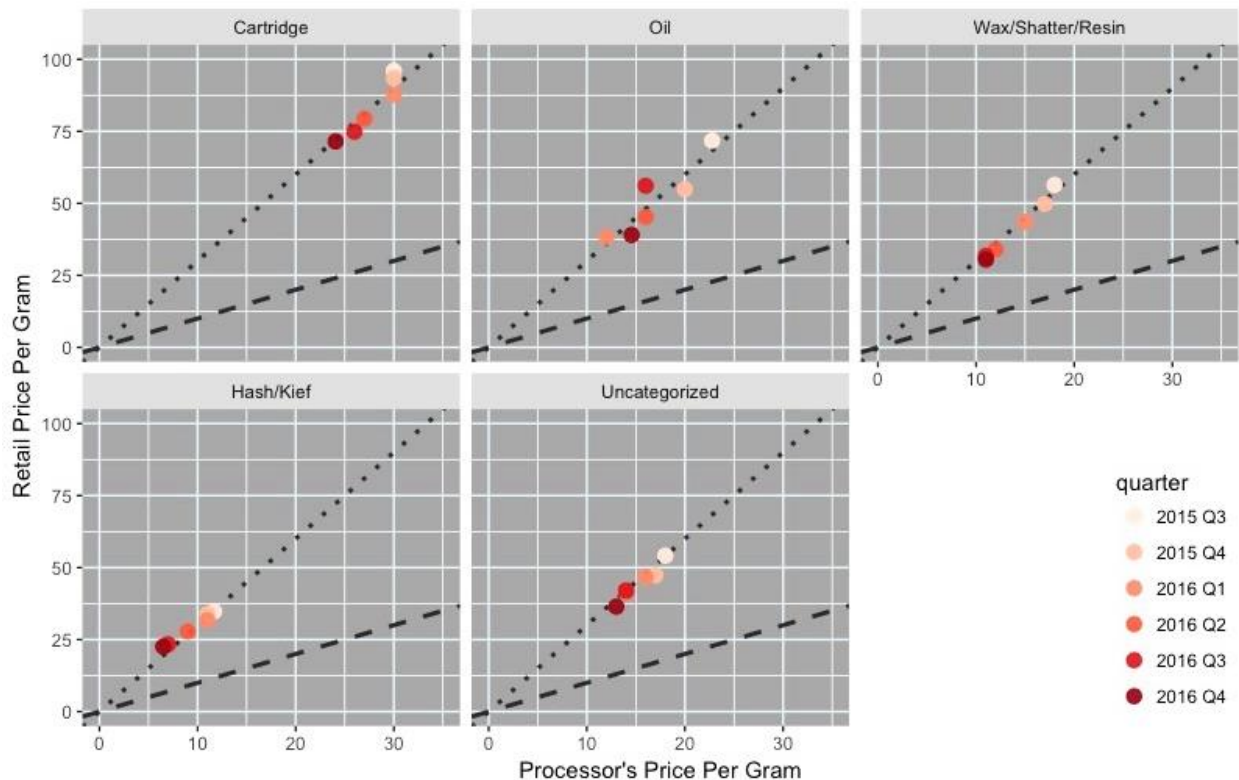 Cartridge
Oil
Wax/Shatter/Resin
100
75
50
25
0
0
10
20
30
Hash/Kief
Uncategorized
100
75
50
25
0
0
10
20
30
0
10
20
30
Retail Price Per Gram
Processor's Price Per Gram
quarter
2015 Q3
2015 Q4
2016 Q1
2016 Q2
2016 Q3
2016 Q4